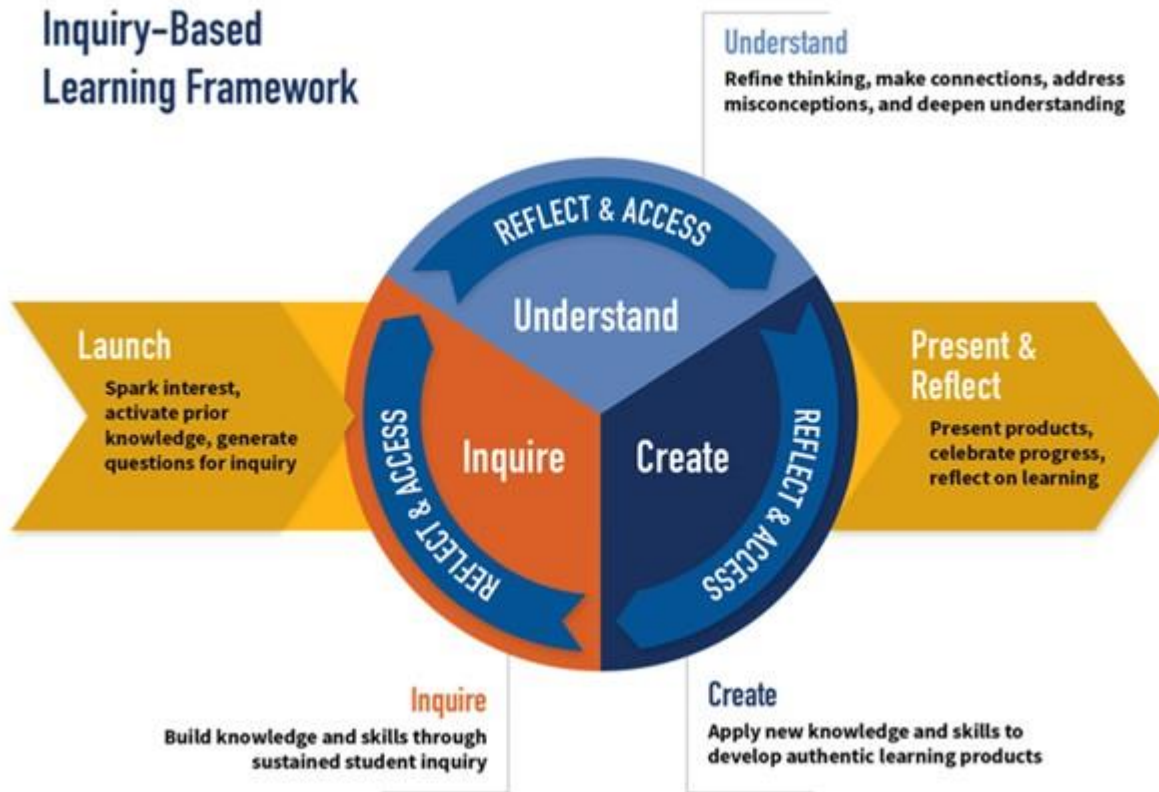 Inquiry-Based
Learning Framework
Understand
Refine thinking, make connections, address
misconceptions, and deepen understanding
REFLECT & ACCESS
Understand
Launch
Spark interest,
activate prior
knowledge, generate
questions for inquiry
REFLECT & ACCESS
Inquire
Create
REFLECT & ACCESS
Present &
Reflect
Present products,
celebrate progress,
reflect on learning
Inquire
Build knowledge and skills through
sustained student inquiry
Create
Apply new knowledge and skills to
develop authentic learning products